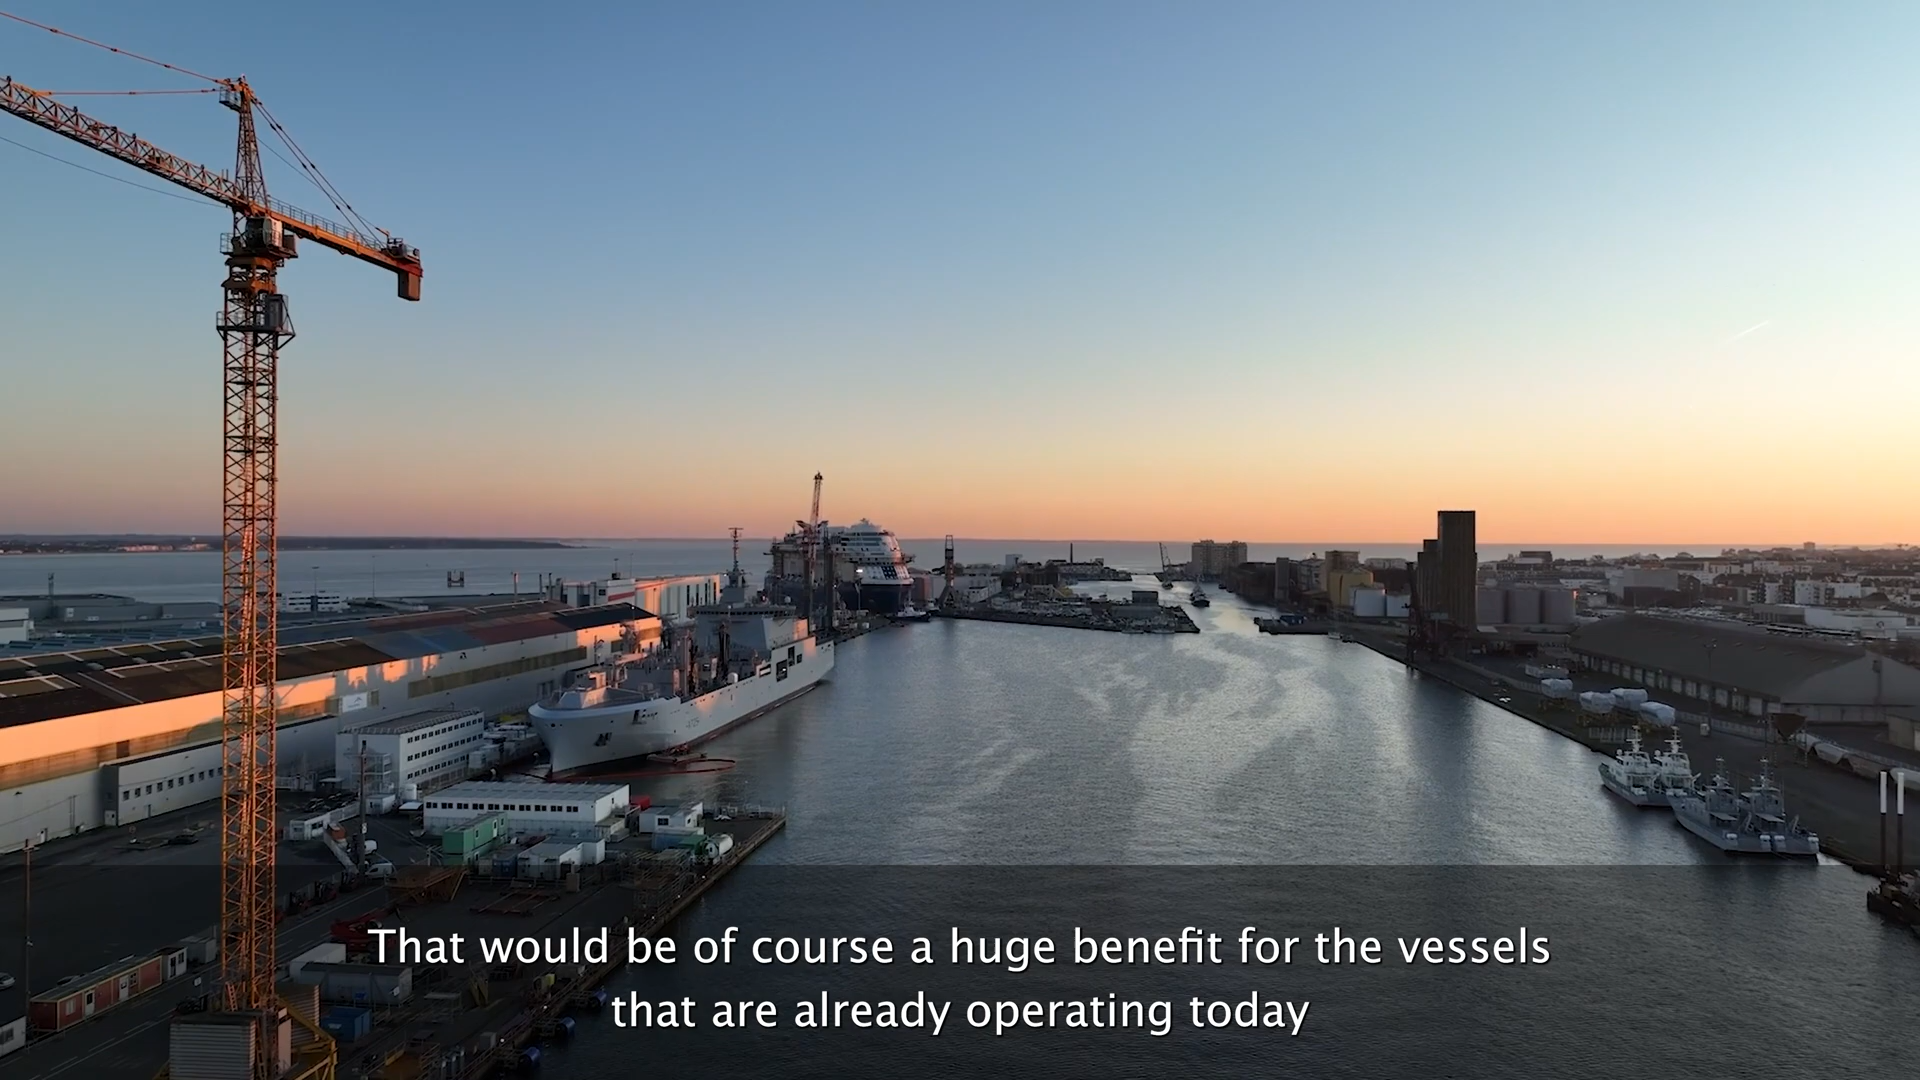 That would be of course a huge benefit for the vessels
that are already operating today